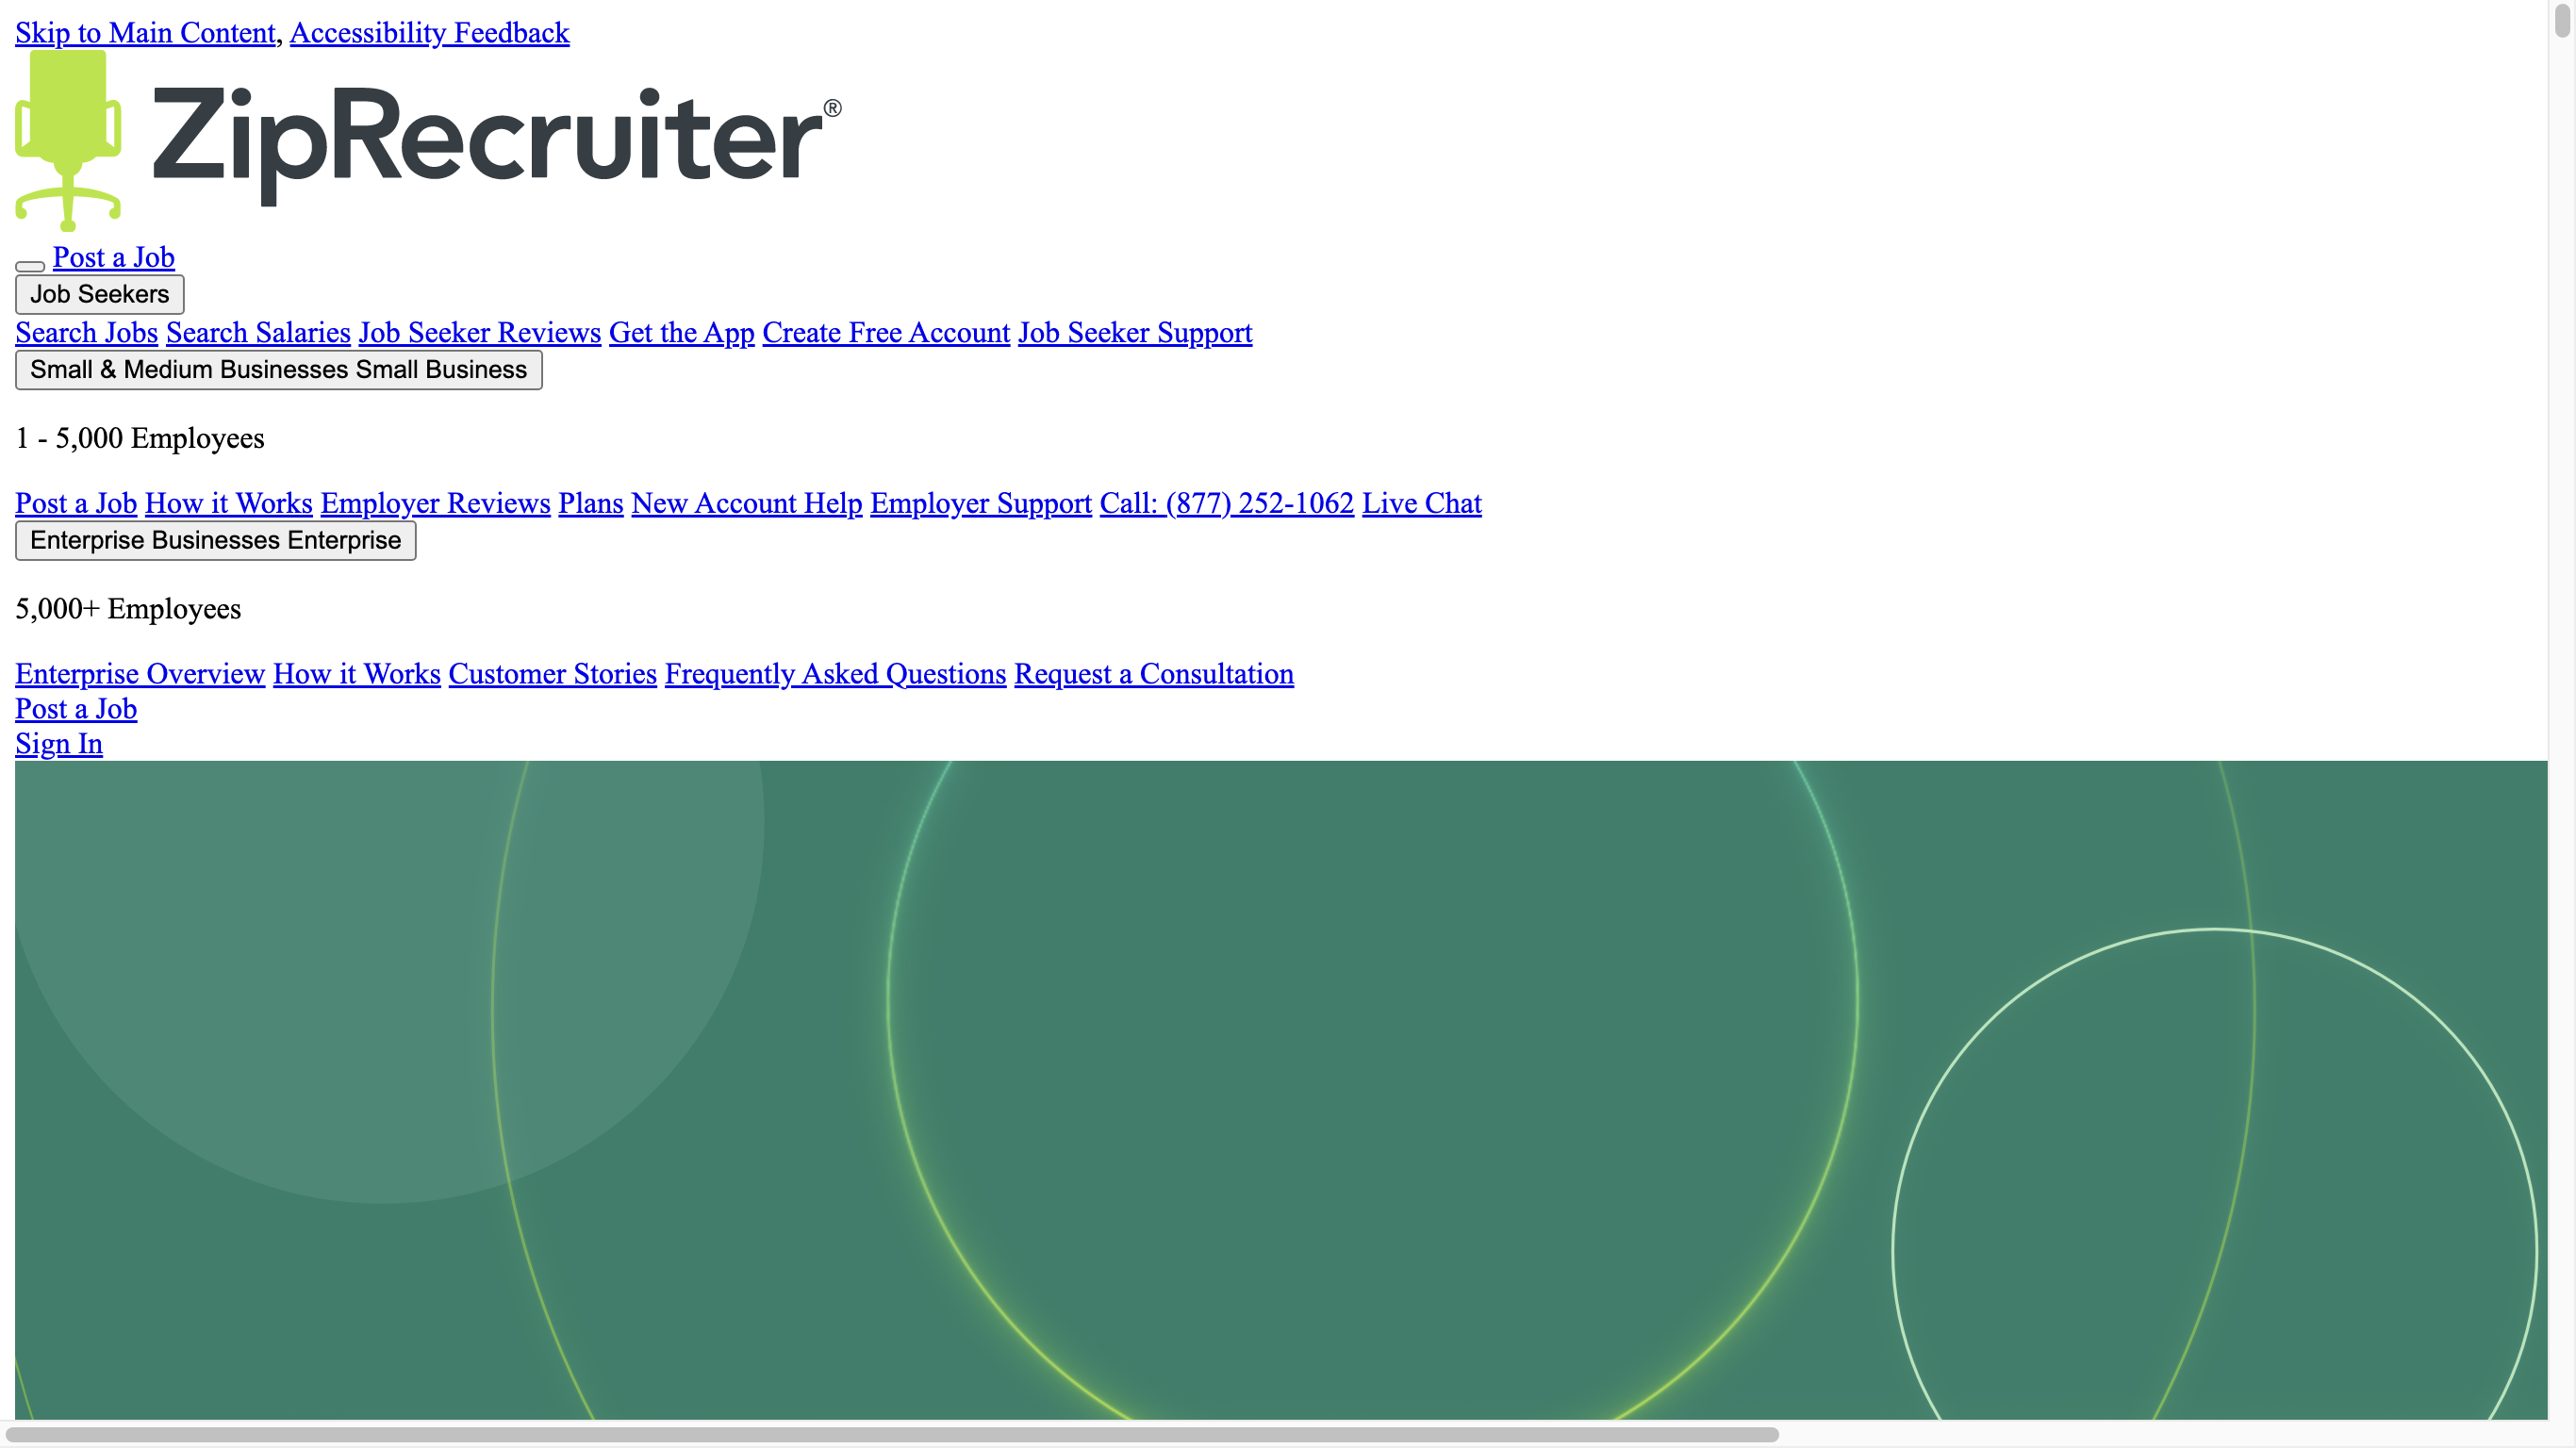 Skip to Main Content, Accessibility Feedback
ZipRecruiter®
Post a Job
Job Seekers
Search Jobs Search Salaries Job Seeker Reviews Get the App Create Free Account Job Seeker Support
Small & Medium Businesses Small Business
1 - 5,000 Employees
Post a Job How it Works Employer Reviews Plans New Account Help Employer Support Call: (877) 252-1062 Live Chat
Enterprise Businesses Enterprise
5,000+ Employees
Enterprise Overview How it Works Customer Stories Frequently Asked Questions Request a Consultation
Post a Job
Sign In